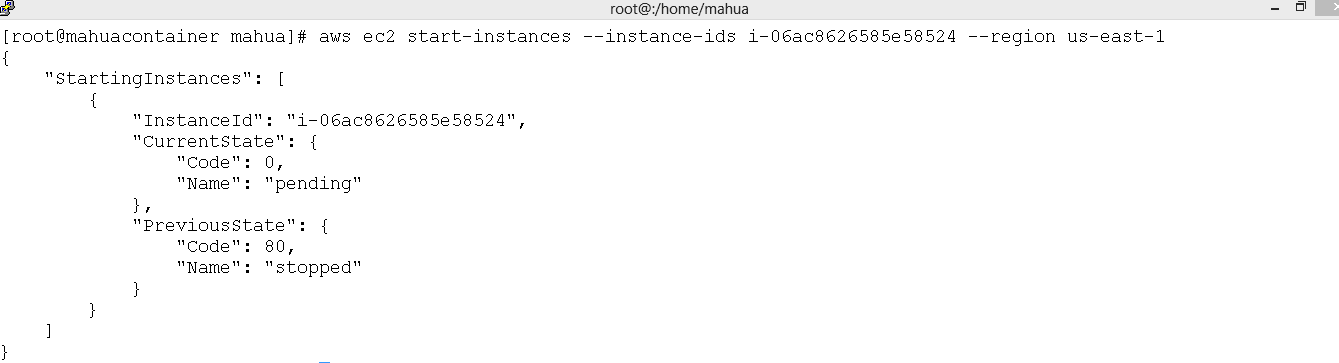 root@:/home/mahua
[root@mahuacontainer mahua]# aws ec2 start-instances --instance-ids i-06ac8626585e58524 --region us-east-1
{
    "StartingInstances": [
        {
            "InstanceId": "i-06ac8626585e58524",
            "CurrentState": {
                "Code": 0,
                "Name": "pending"
            },
            "PreviousState": {
                "Code": 80,
                "Name": "stopped"
            }
        }
    ]
}